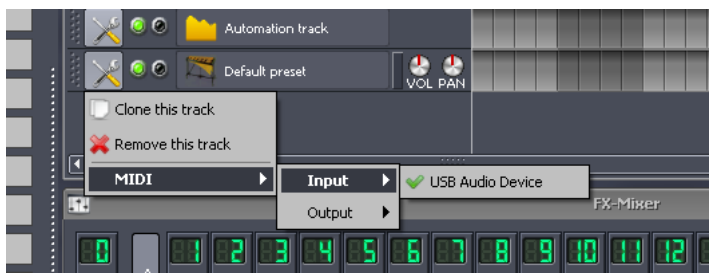 Automation track
Default preset
VOL PAN
Clone this track
Remove this track
MIDI
Input
USB Audio Device
Output
FX-Mixer
0 1 2 3 4 5 6 7 8 9 10 11 12